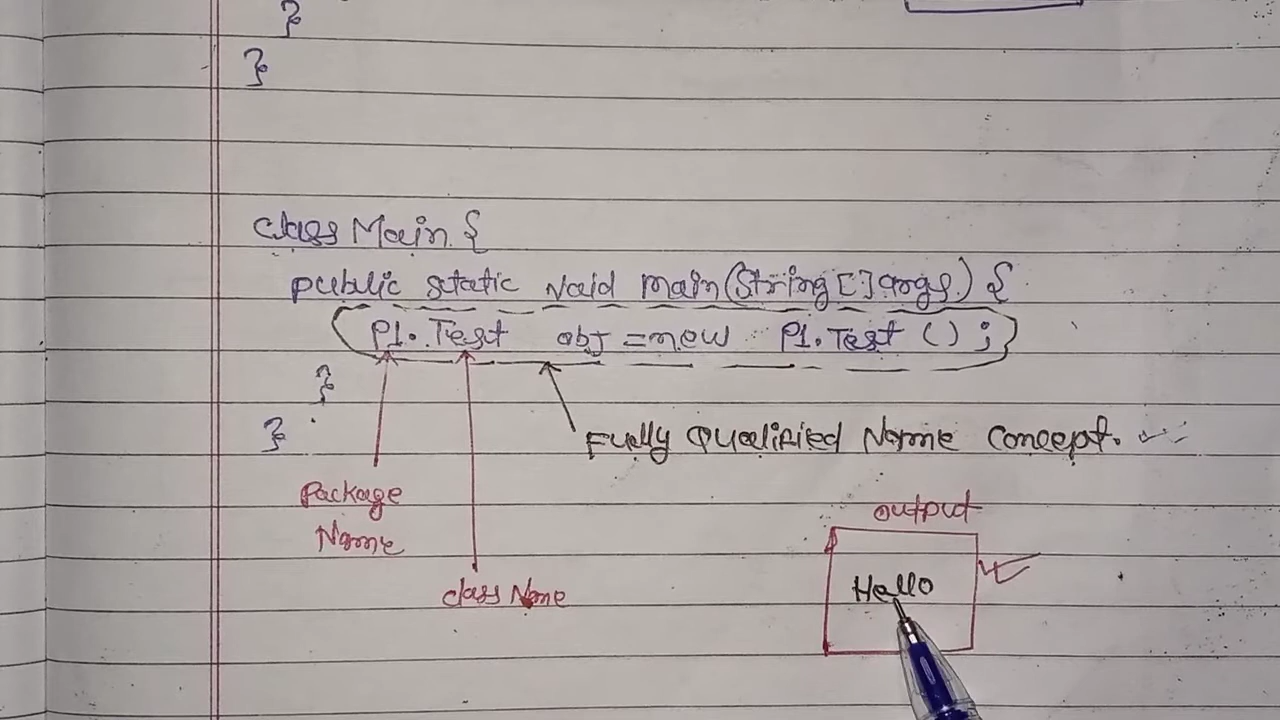 }
}
class Main {
public static void main(String [] args) {
P1.Test obj = new P1.Test ( ) ;
}
}
Fully Qualified Name Concept.
Package
Name
class Name
output
Hello